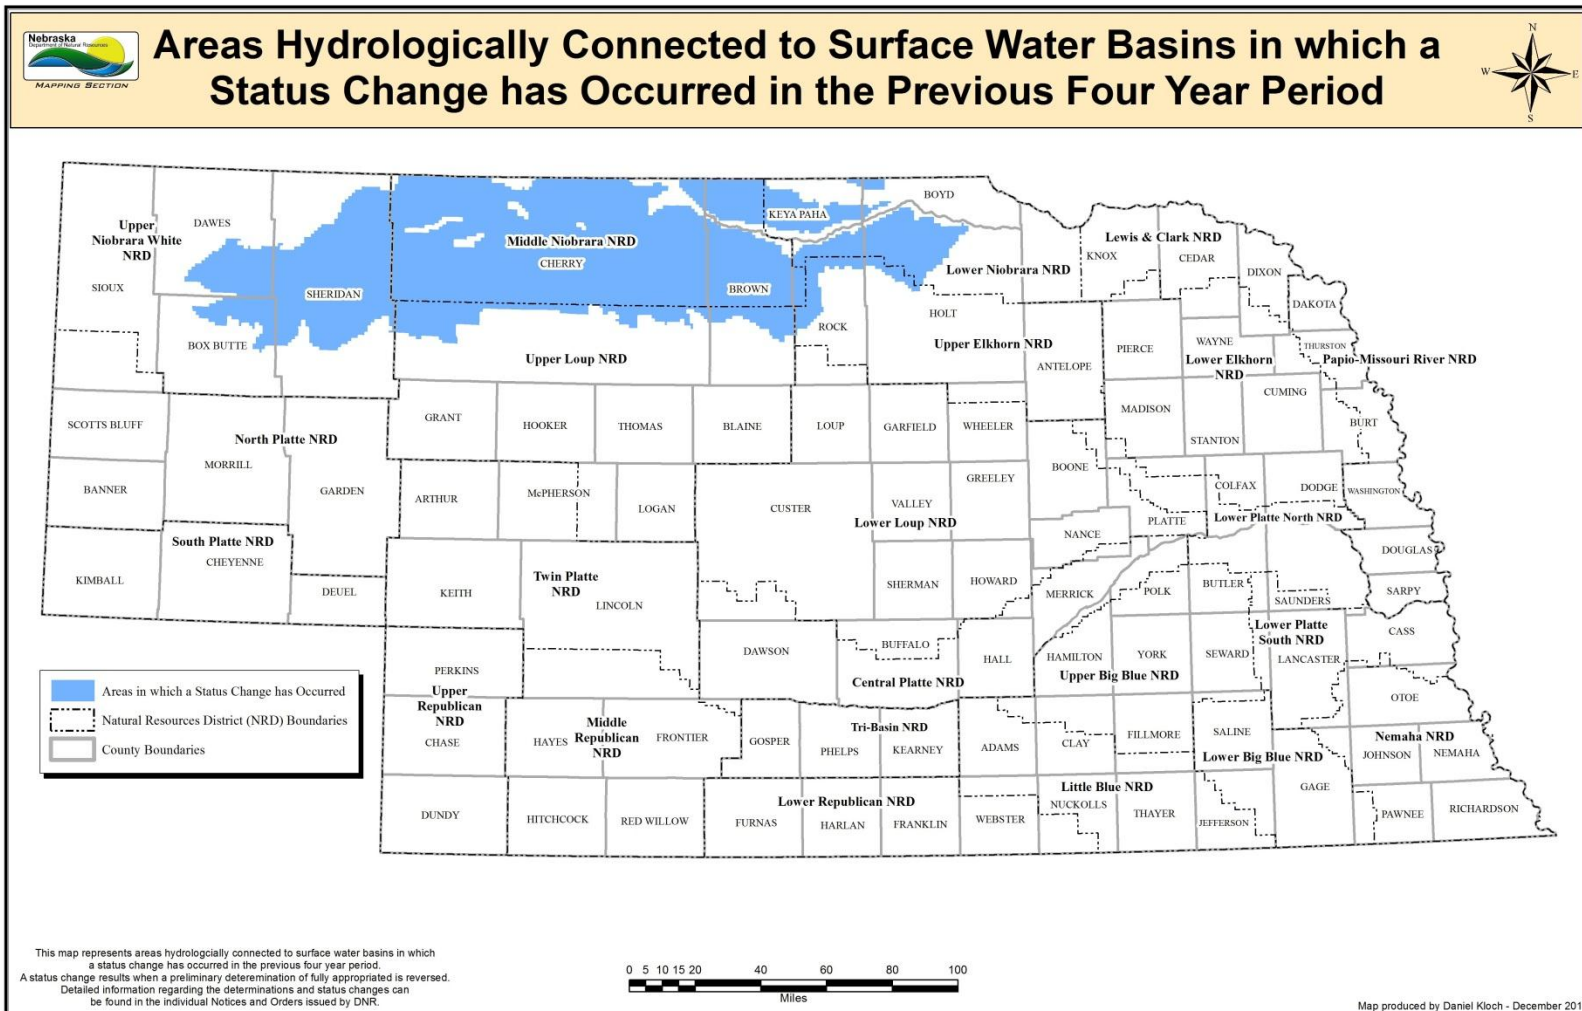 Nebraska
Department of Natural Resources
MAPPING SECTION
Areas Hydrologically Connected to Surface Water Basins in which a
Status Change has Occurred in the Previous Four Year Period
N
W
E
S
BOYD
KEYA PAHA
DAWES
Upper
Niobrara White
NRD
Middle Niobrara NRD
CHERRY
Lewis & Clark NRD
KNOX
CEDAR
Lower Niobrara NRD
DIXON
SIOUX
SHERIDAN
BROWN
DAKOTA
HOLT
ROCK
BOX BUTTE
Upper Loup NRD
Upper Elkhorn NRD
PIERCE
WAYNE
THURSTON
Lower Elkhorn
NRD
Papio-Missouri River NRD
ANTELOPE
CUMING
MADISON
SCOTTS BLUFF
GRANT
HOOKER
THOMAS
BLAINE
LOUP
GARFIELD
WHEELER
BURT
North Platte NRD
STANTON
MORRILL
BOONE
BANNER
GARDEN
ARTHUR
McPHERSON
LOGAN
CUSTER
VALLEY
GREELEY
COLFAX
DODGE
WASHINGTON
Lower Loup NRD
PLATTE
Lower Platte North NRD
NANCE
South Platte NRD
CHEYENNE
DOUGLAS
KIMBALL
DEUEL
KEITH
Twin Platte
NRD
LINCOLN
SHERMAN
HOWARD
MERRICK
POLK
BUTLER
SAUNDERS
SARPY
Lower Platte
South NRD
CASS
DAWSON
BUFFALO
HALL
HAMILTON
YORK
SEWARD
LANCASTER
PERKINS
Central Platte NRD
Upper Big Blue NRD
Upper
Republican
NRD
OTOE
CHASE
HAYES
Middle
Republican
NRD
FRONTIER
GOSPER
Tri-Basin NRD
PHELPS
KEARNEY
ADAMS
CLAY
FILLMORE
SALINE
Nemaha NRD
Lower Big Blue NRD
JOHNSON
NEMAHA
GAGE
Little Blue NRD
NUCKOLLS
THAYER
JEFFERSON
DUNDY
HITCHCOCK
RED WILLOW
Lower Republican NRD
FURNAS
HARLAN
FRANKLIN
WEBSTER
PAWNEE
RICHARDSON
Areas in which a Status Change has Occurred
Natural Resources District (NRD) Boundaries
County Boundaries
This map represents areas hydrologcially connected to surface water basins in which
a status change has occurred in the previous four year period.
A status change results when a preliminary detereremination of fully appropriated is reversed.
Detailed information regarding the determinations and status changes can
be found in the individual Notices and Orders issued by DNR.
0 5 10 15 20 40 60 80 100
Miles
Map produced by Daniel Kloch - December 201